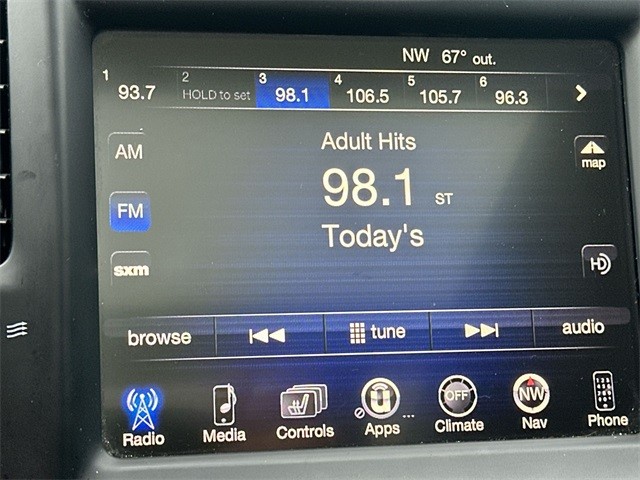 NW 67° out.
1 93.7 2 HOLD to set 3 98.1 4 106.5 5 105.7 6 96.3
AM
Adult Hits
map
98.1 ST
FM
Today's
sxm
HD
browse tune audio
Radio Media Controls Apps ... Climate OFF Nav NW Phone